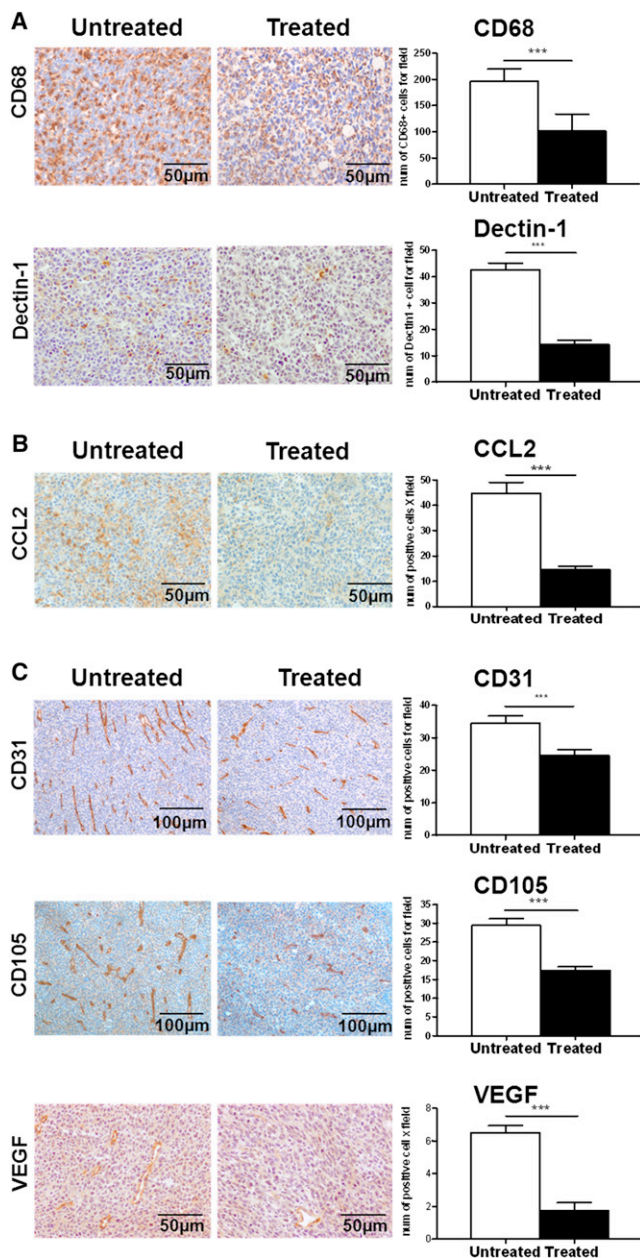 A
Untreated
Treated
CD68
50μm
50μm
CD68
***
num of CD68+ cells for field
250
200
150
100
50
0
Untreated Treated
Dectin-1
50μm
50μm
Dectin-1
***
num of Dectin1 + cell for field
50
40
30
20
10
0
Untreated Treated
B
Untreated
Treated
CCL2
50μm
50μm
CCL2
***
num of positive cells X field
50
40
30
20
10
0
Untreated Treated
C
Untreated
Treated
CD31
100μm
100μm
CD31
***
num of positive cells for field
40
30
20
10
0
Untreated Treated
CD105
100μm
100μm
CD105
***
num of positive cells for field
35
30
25
20
15
10
5
0
Untreated Treated
VEGF
50μm
50μm
VEGF
***
num of positive cell X field
8
6
4
2
0
Untreated Treated